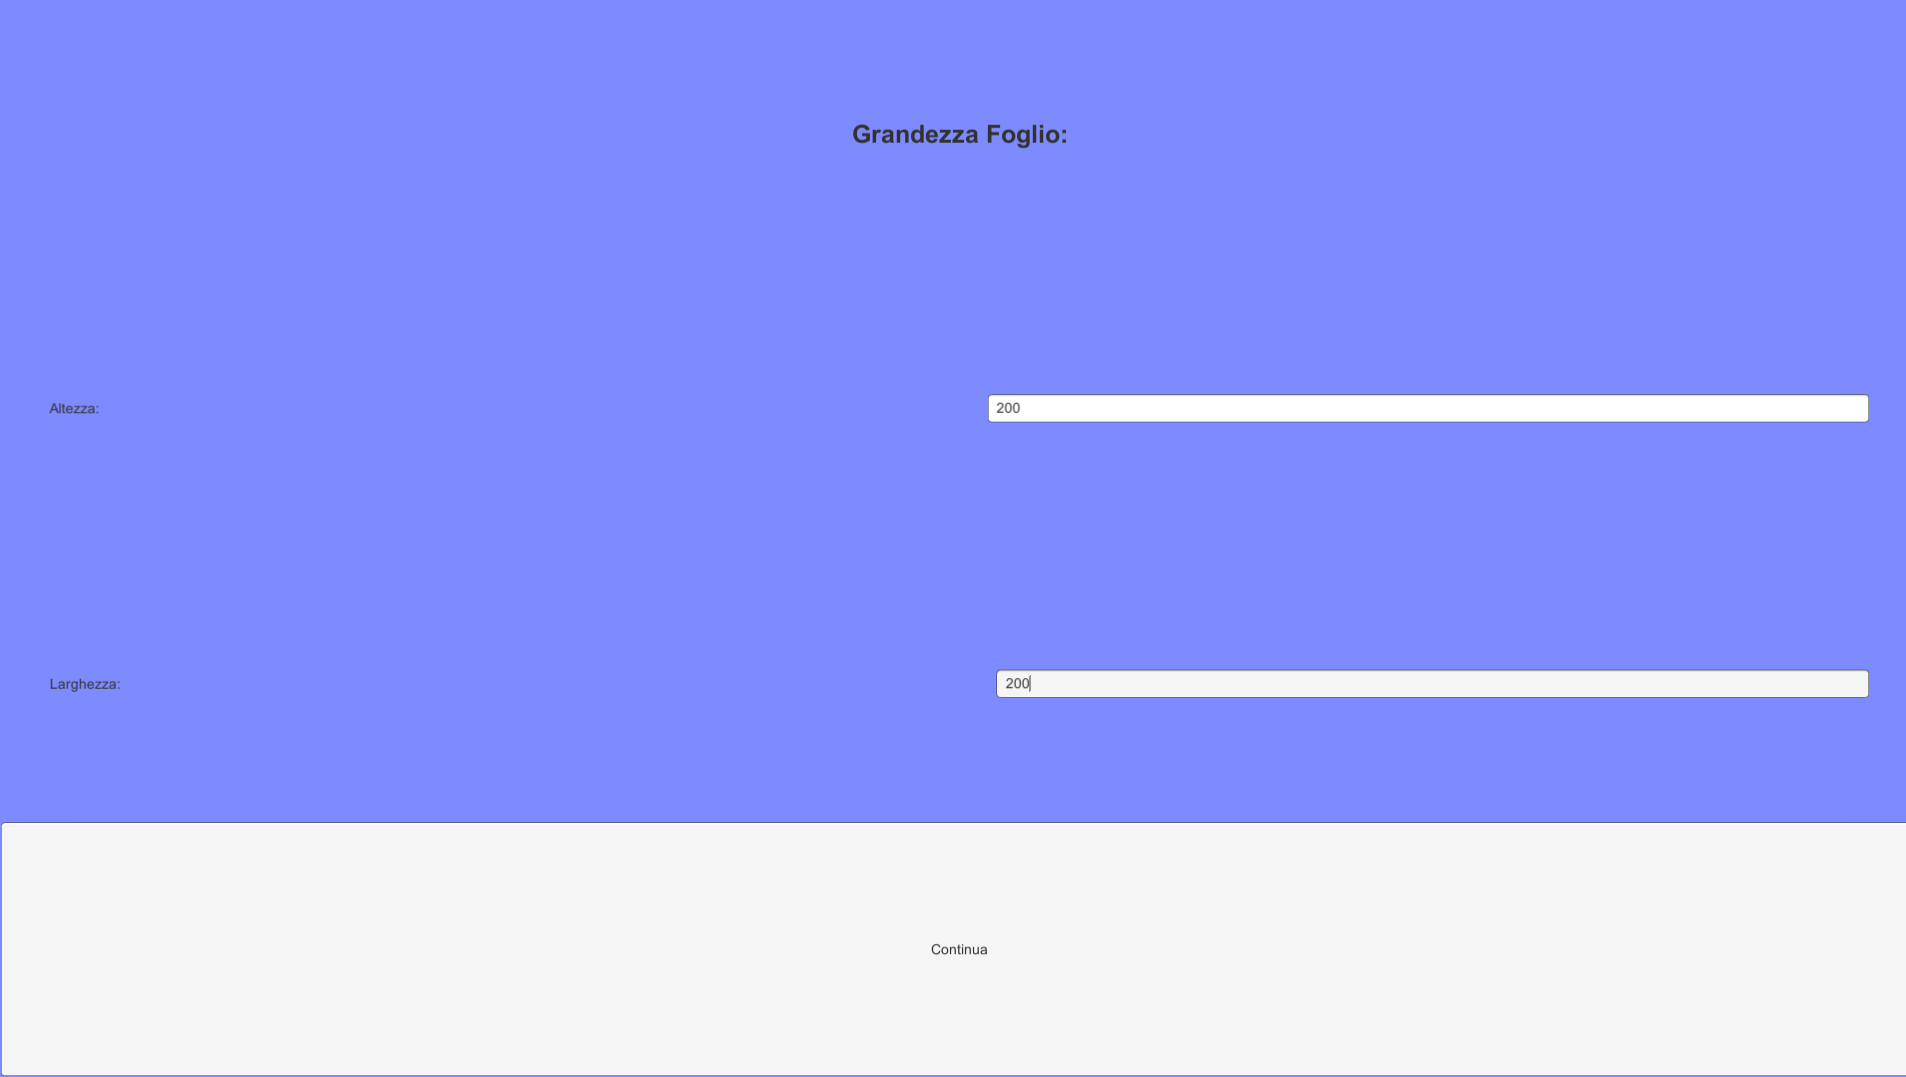 Grandezza Foglio:
Altezza: 200
Larghezza: 200
Continua